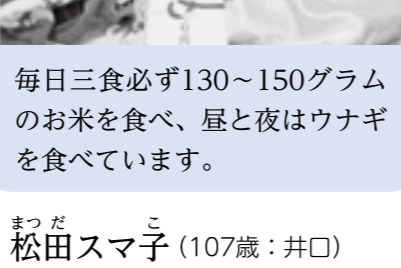 毎日三食必ず130～150グラム
のお米を食べ、昼と夜はウナギ
を食べています。
まつだ こ
松田スマ子(107歳：井口)